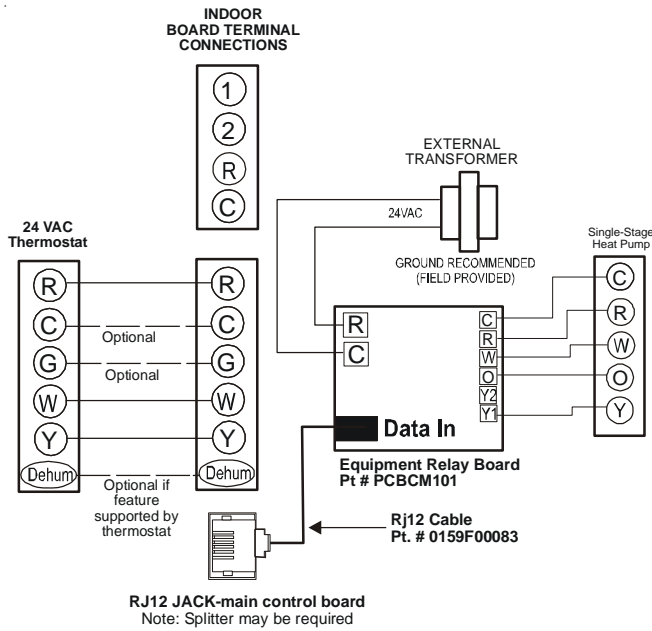 INDOOR
BOARD TERMINAL
CONNECTIONS
1
2
R
C
EXTERNAL
TRANSFORMER
24VAC
GROUND RECOMMENDED
(FIELD PROVIDED)
24 VAC
Thermostat
R
C
G
W
Y
Dehum
Optional
Optional
Optional if
feature
supported by
thermostat
R
C
G
W
Y
Dehum
R
C
Data In
C
R
W
O
Y2
Y1
Equipment Relay Board
Pt # PCBCM101
Single-Stage
Heat Pump
C
R
W
O
Y
Rj12 Cable
Pt. # 0159F00083
RJ12 JACK-main control board
Note: Splitter may be required